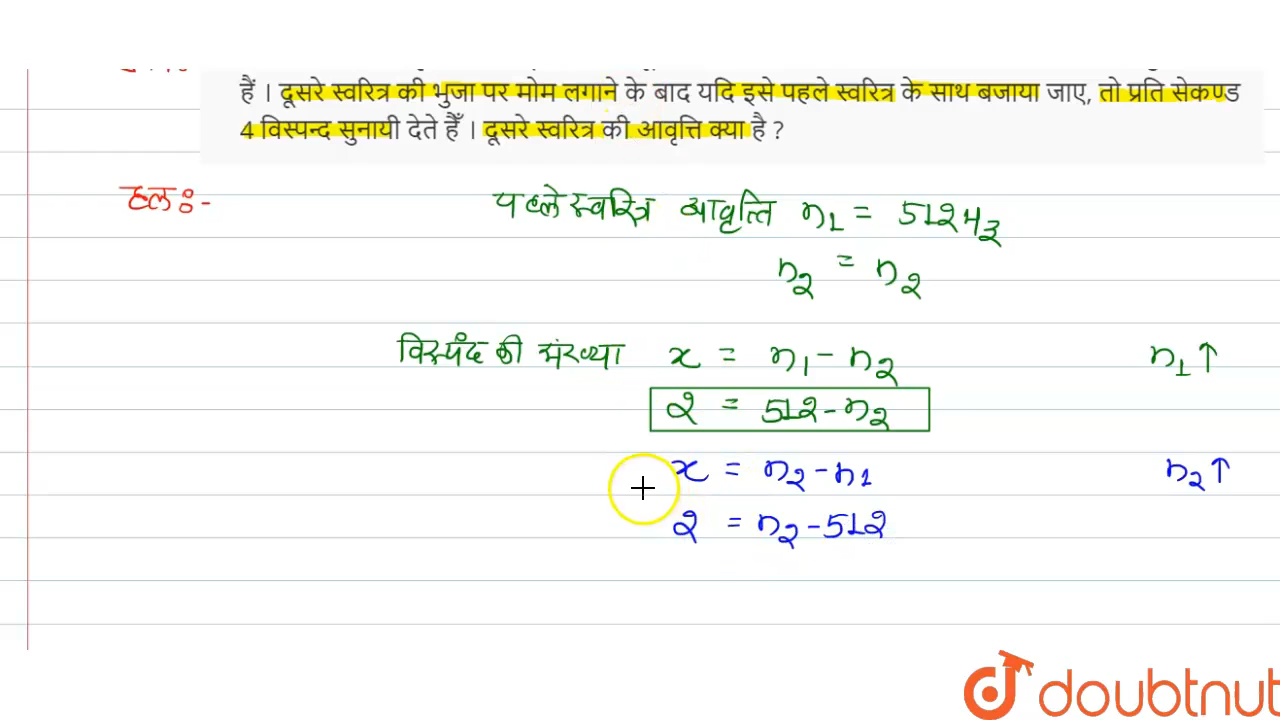 हैं । दूसरे स्वरित्र की भुजा पर मोम लगाने के बाद यदि इसे पहले स्वरित्र के साथ बजाया जाए, तो प्रति सेकण्ड
4 विस्पन्द सुनायी देते हैँ । दूसरे स्वरित्र की आवृत्ति क्या है ?
हलः-
पहले स्वरित्र आवृत्ति n₁ = 512Hz
n₂ = n₂
विस्पंद की संख्या x = n₁ - n₂ n₁↑
2 = 512 - n₂
x = n₂ - n₁ n₂↑
2 = n₂ - 512
doubtnut